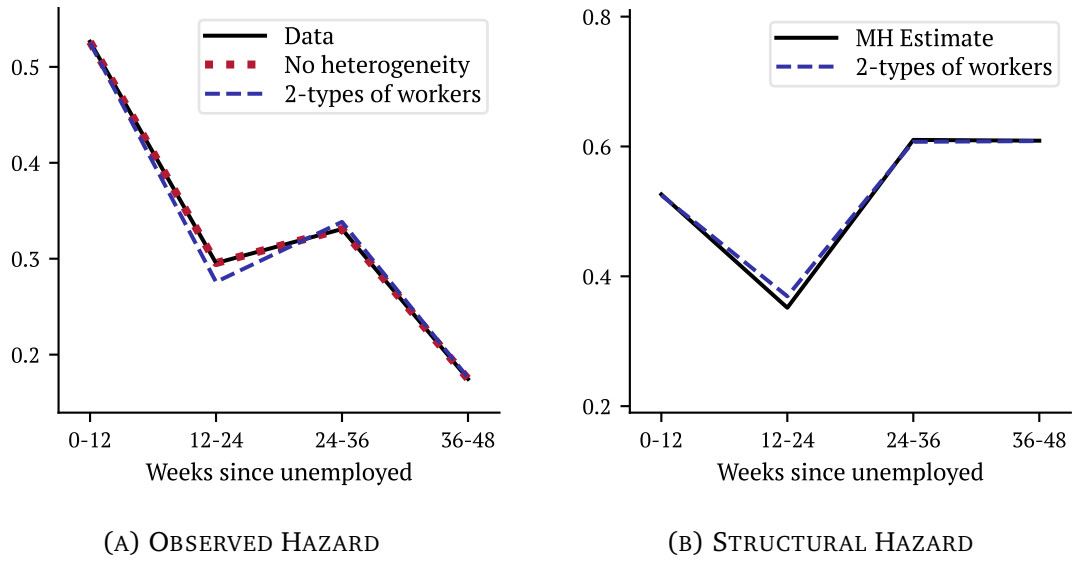 Data
No heterogeneity
2-types of workers
0.5
0.4
0.3
0.2
0-12
12-24
24-36
36-48
Weeks since unemployed
(A) OBSERVED HAZARD
MH Estimate
2-types of workers
0.8
0.6
0.4
0.2
0-12
12-24
24-36
36-48
Weeks since unemployed
(B) STRUCTURAL HAZARD